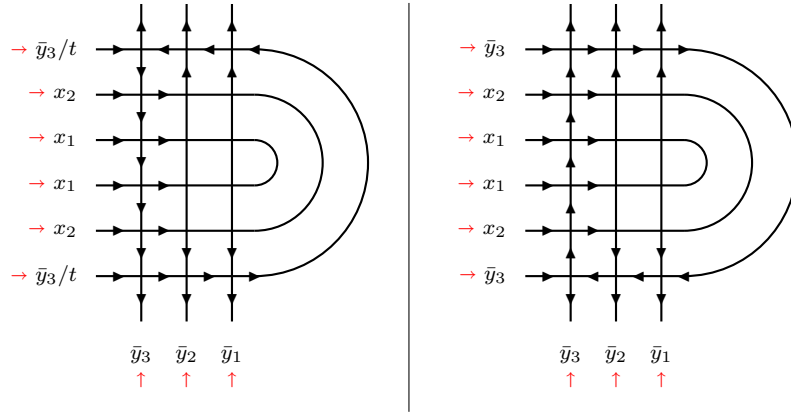 → ȳ₃/t
→ x₂
→ x₁
→ x₁
→ x₂
→ ȳ₃/t
ȳ₃ ȳ₂ ȳ₁
↑ ↑ ↑
→ ȳ₃
→ x₂
→ x₁
→ x₁
→ x₂
→ ȳ₃
ȳ₃ ȳ₂ ȳ₁
↑ ↑ ↑